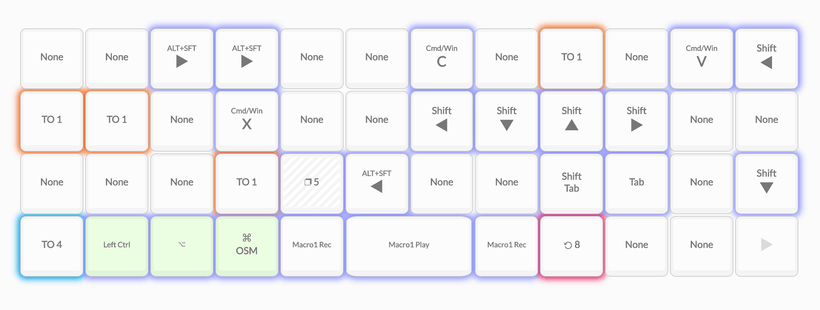 None
None
ALT+SFT
▶
ALT+SFT
▶
None
None
Cmd/Win
C
None
TO 1
None
Cmd/Win
V
Shift
◀
TO 1
TO 1
None
Cmd/Win
X
None
None
Shift
◀
Shift
▼
Shift
▲
Shift
▶
None
None
None
None
None
TO 1
5
ALT+SFT
◀
None
None
Shift
Tab
Tab
None
Shift
▼
TO 4
Left Ctrl
⌥
⌘
OSM
Macro1 Rec
Macro1 Play
Macro1 Rec
8
None
None
▶